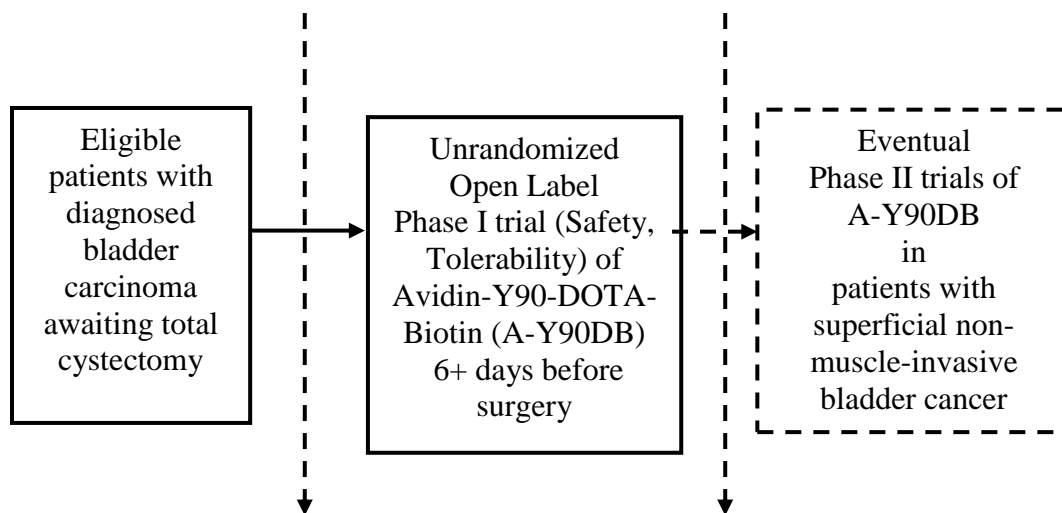 Eligible
patients with
diagnosed
bladder
carcinoma
awaiting total
cystectomy
Unrandomized
Open Label
Phase I trial (Safety,
Tolerability) of
Avidin-Y90-DOTA-
Biotin (A-Y90DB)
6+ days before
surgery
Eventual
Phase II trials of
A-Y90DB
in
patients with
superficial non-
muscle-invasive
bladder cancer